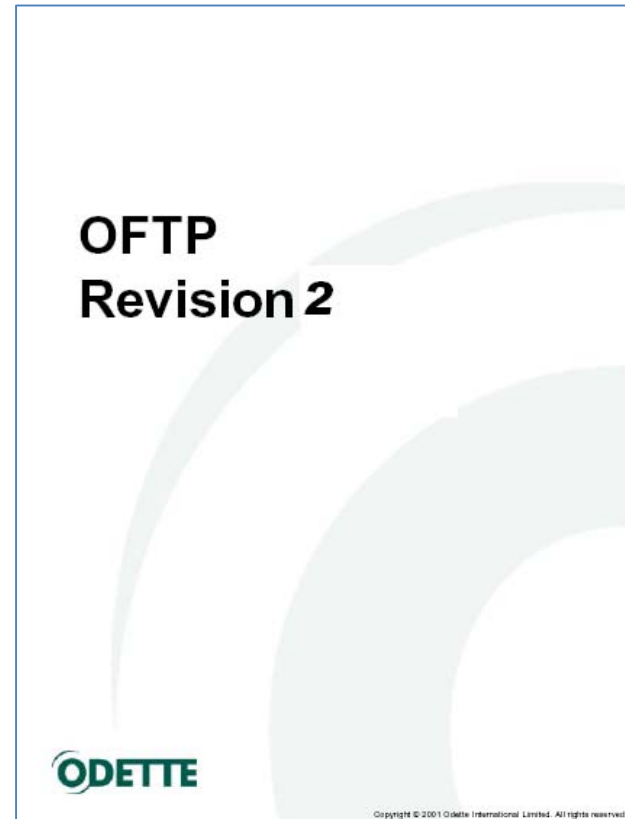 OFTP
Revision 2
ODETTE
Copyright © 2001 Odette International Limited. All rights reserved